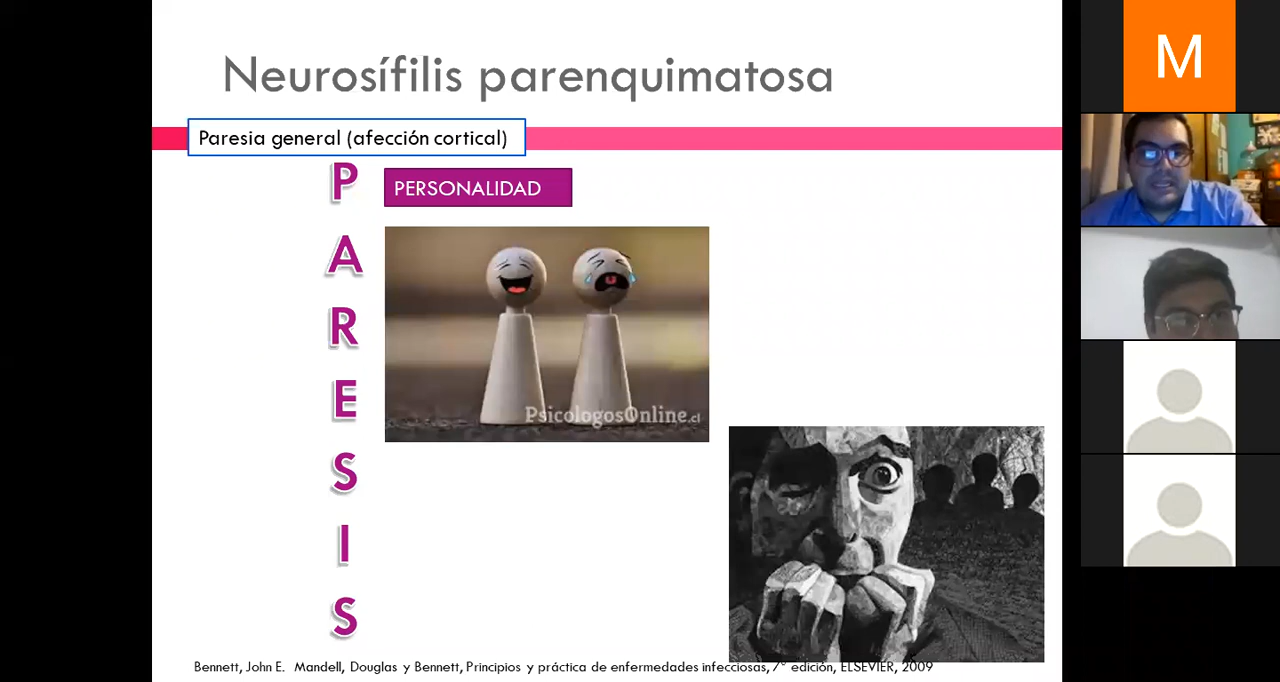 Neurosífilis parenquimatosa
Paresia general (afección cortical)
P
A
R
E
S
I
S
PERSONALIDAD
PsicologosOnline.cl
Bennett, John E. Mandell, Douglas y Bennett, Principios y práctica de enfermedades infecciosas, 7° edición, ELSEVIER, 2009
M